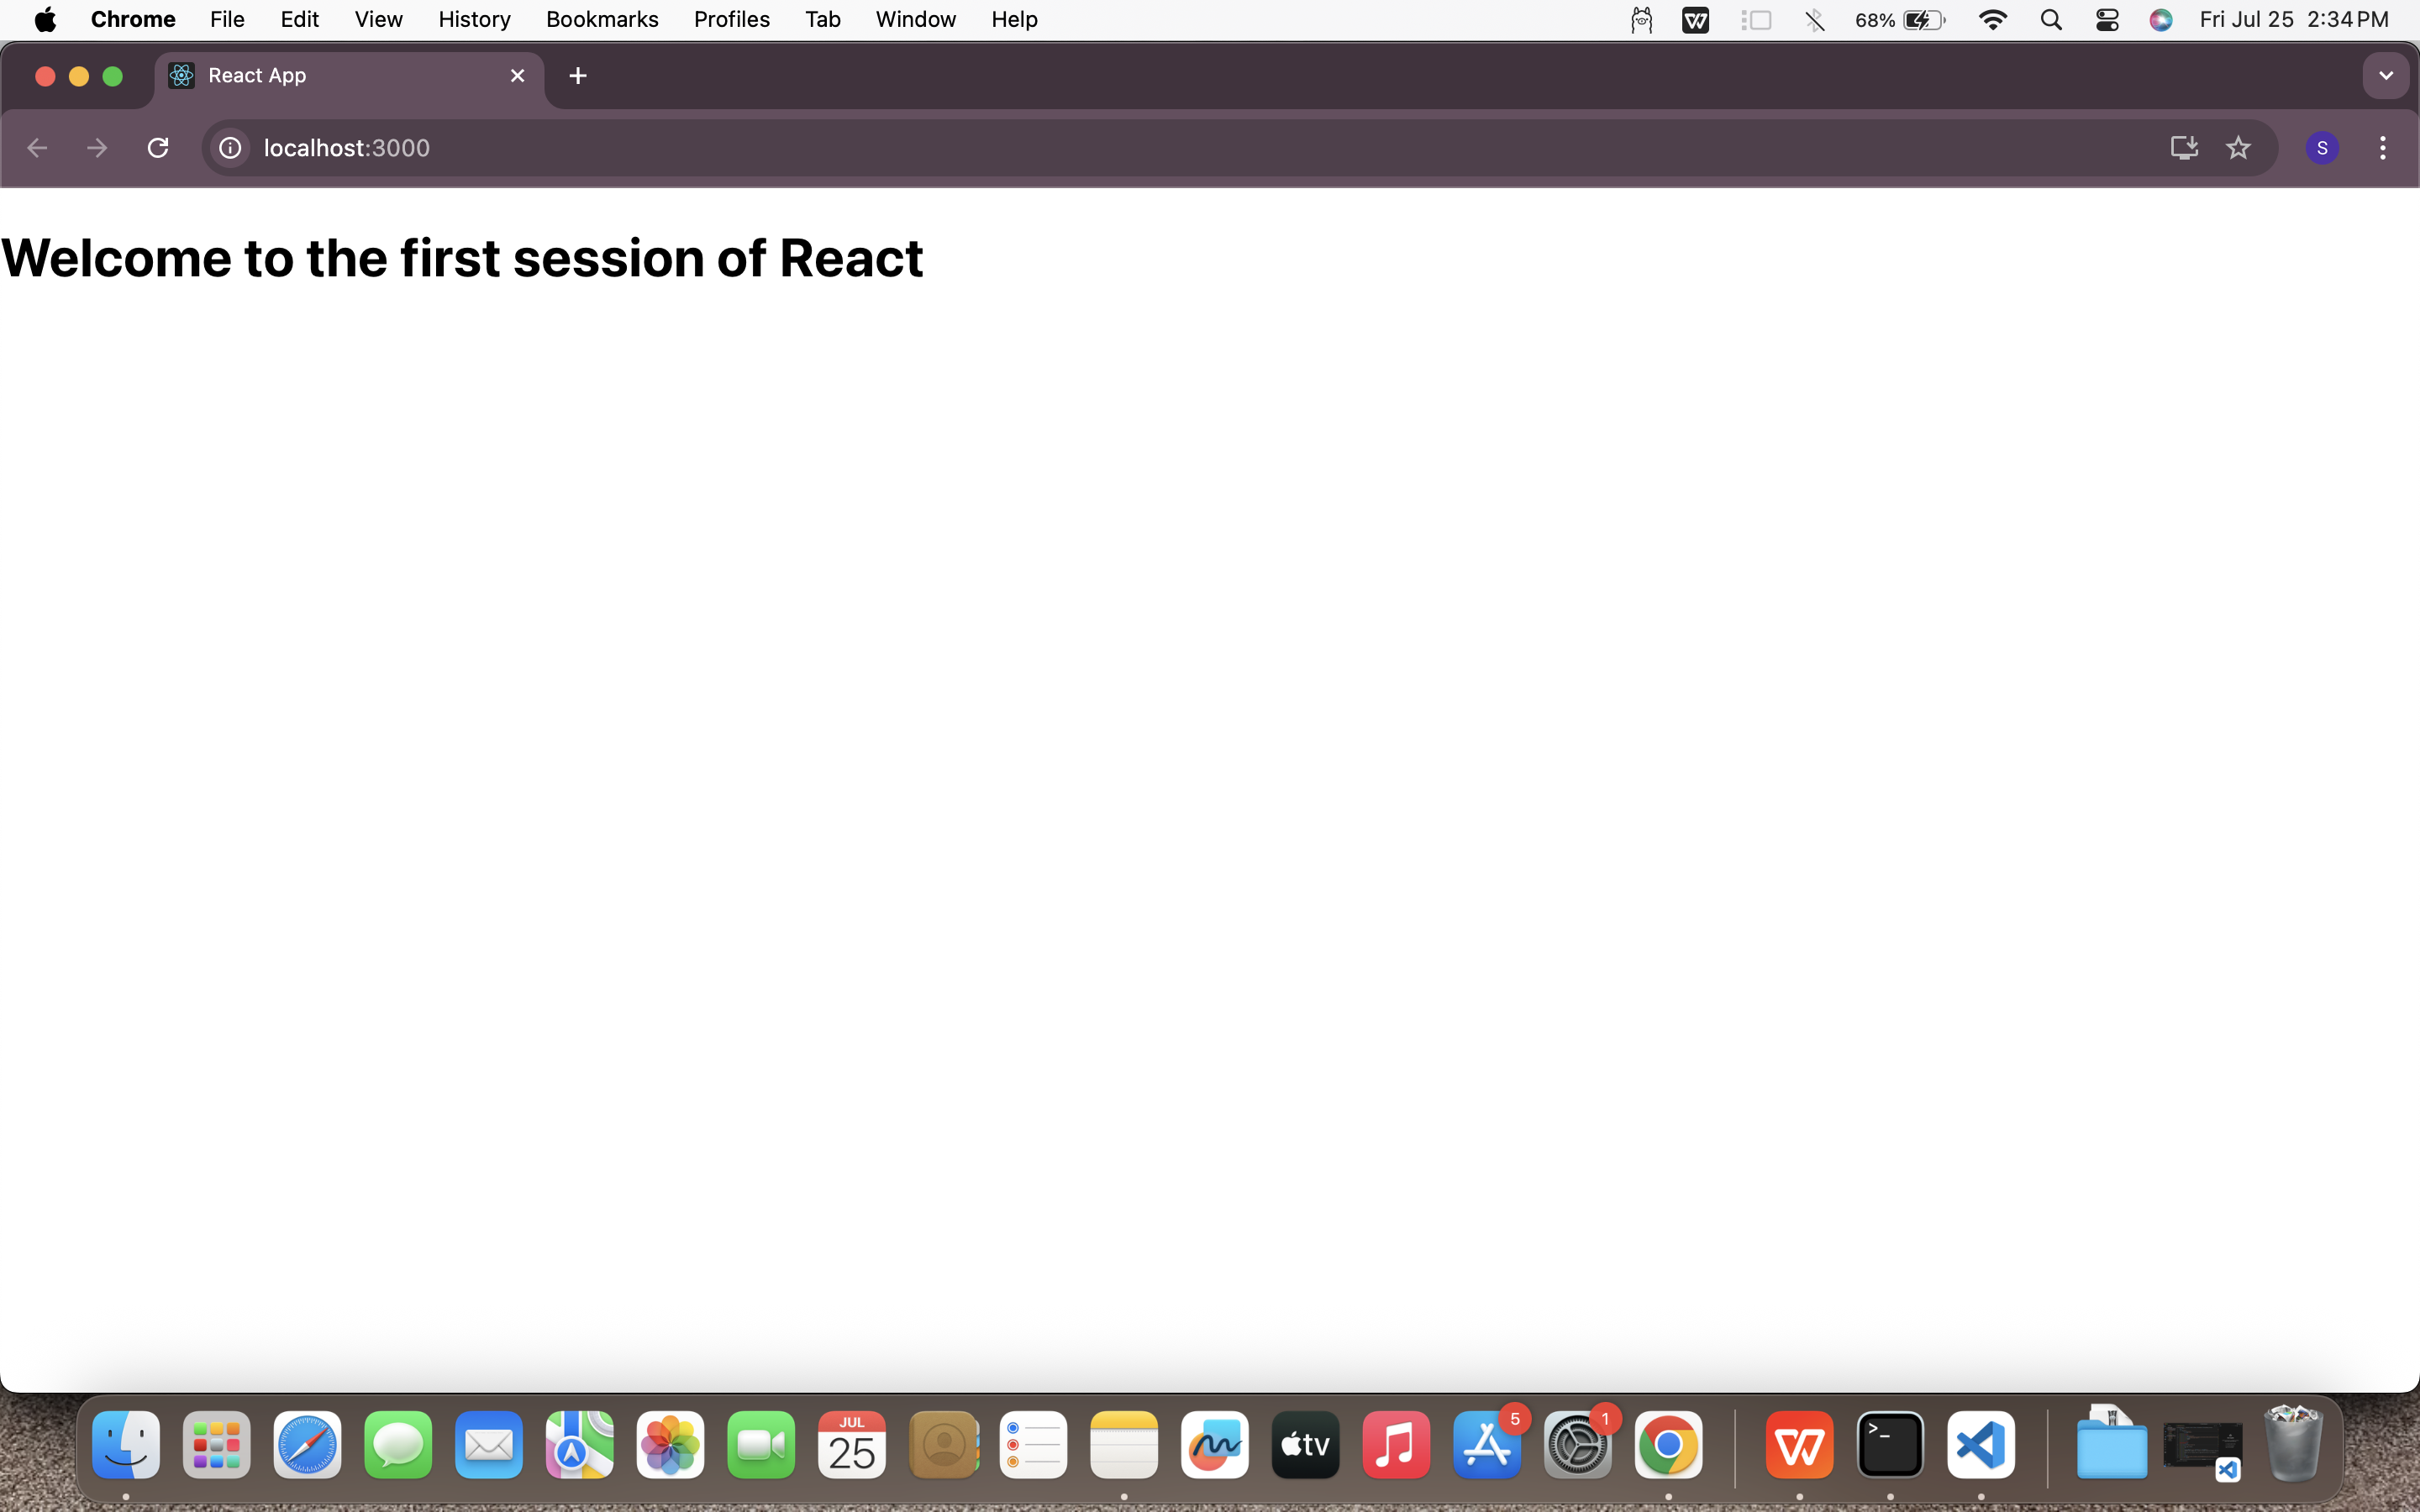 Chrome File Edit View History Bookmarks Profiles Tab Window Help 68% Fri Jul 25 2:34 PM
React App
localhost:3000 S
Welcome to the first session of React
JUL 5 1
25 tv >_